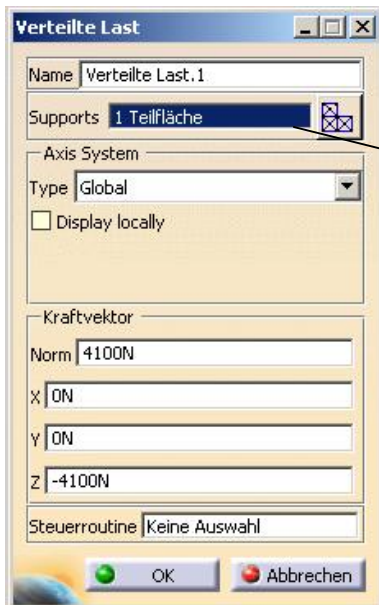 Verteilte Last
Name Verteilte Last.1
Supports 1 Teilfläche
Axis System
Type Global
Display locally
Kraftvektor
Norm 4100N
X 0N
Y 0N
Z -4100N
Steuerroutine Keine Auswahl
OK Abbrechen